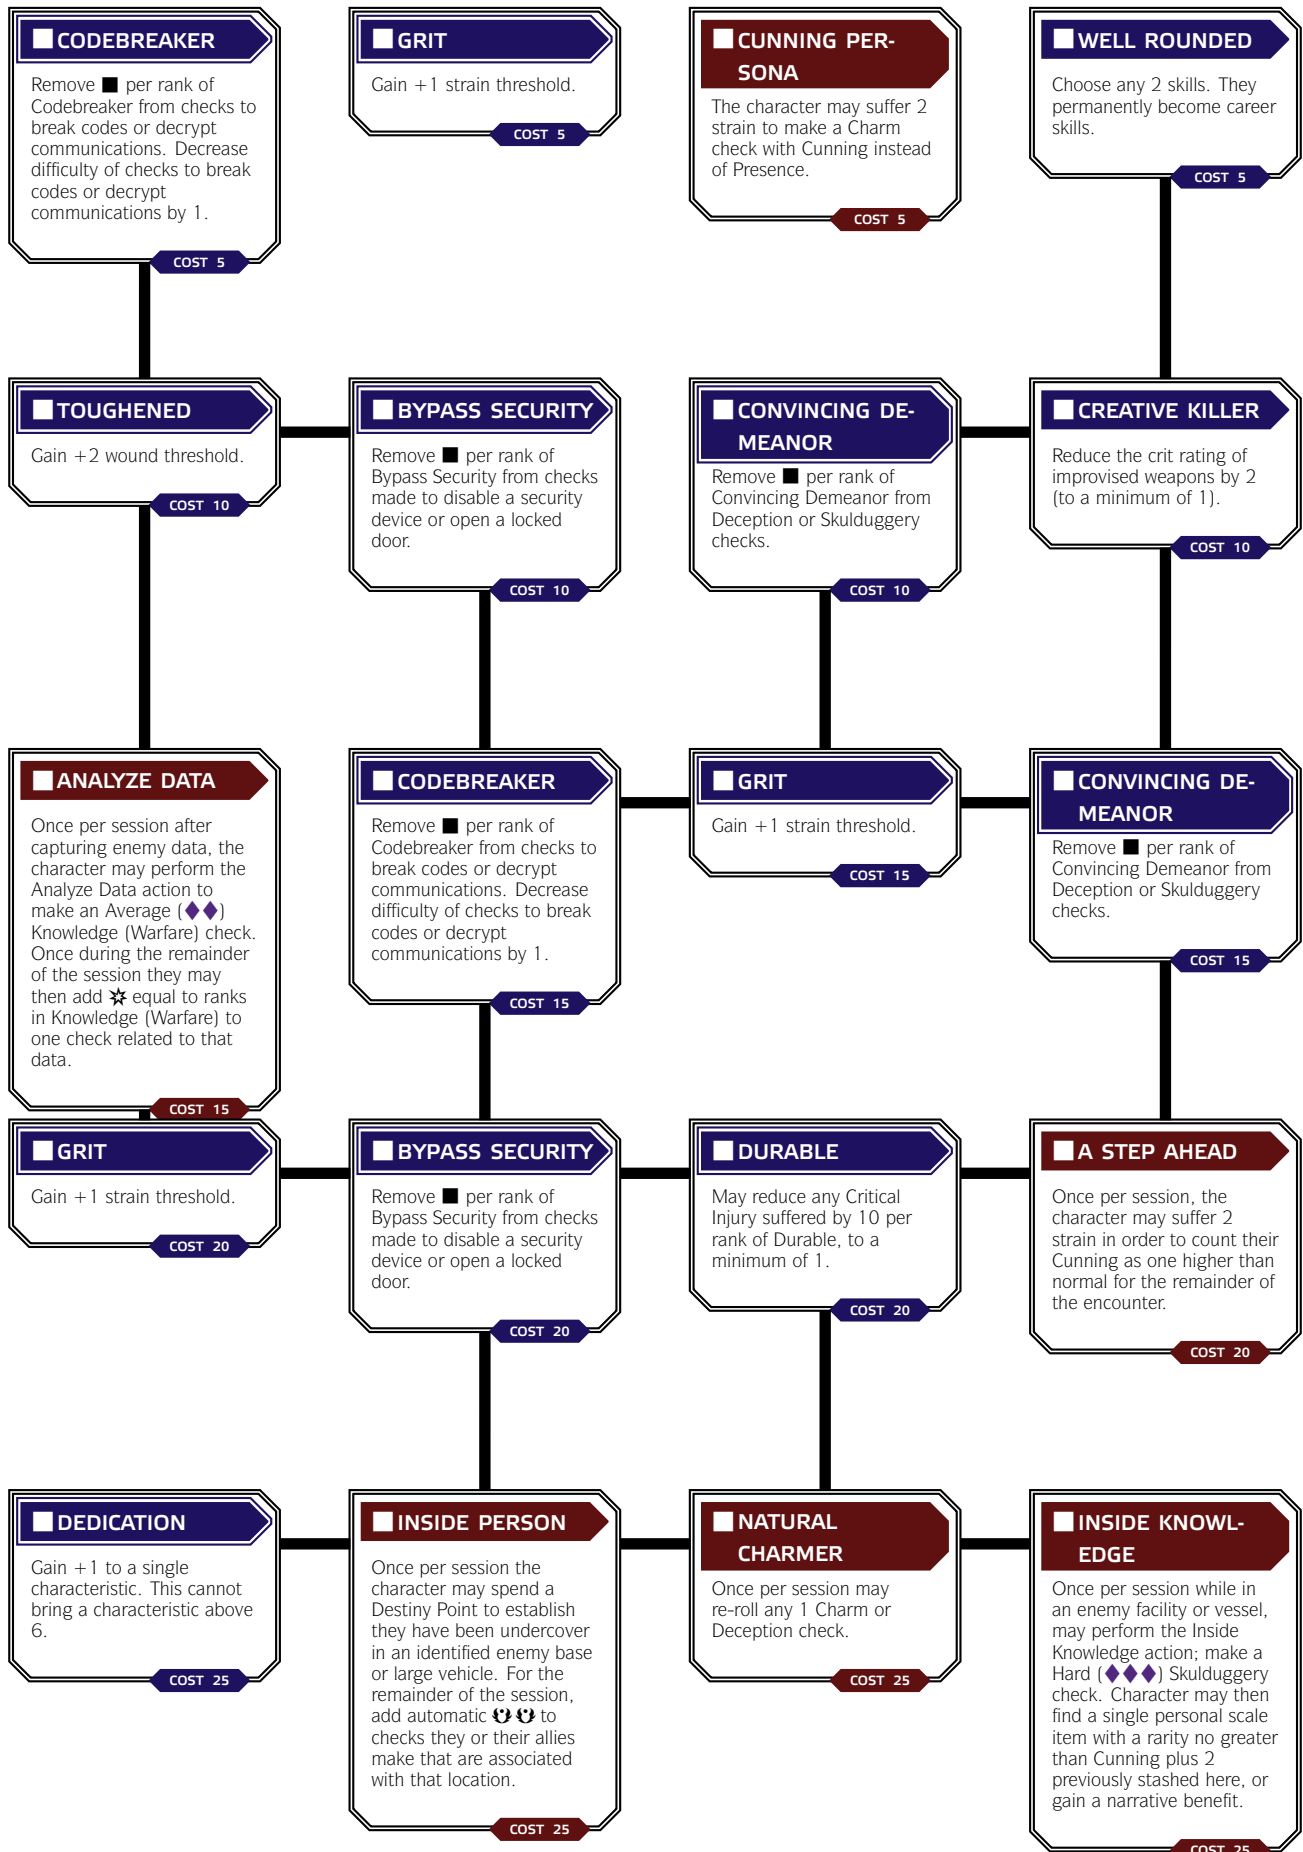 CODEBREAKER
Remove ■ per rank of
Codebreaker from checks to
break codes or decrypt
communications. Decrease
difficulty of checks to break
codes or decrypt
communications by 1.
COST 5
GRIT
Gain +1 strain threshold.
COST 5
CUNNING PER-
SONA
The character may suffer 2
strain to make a Charm
check with Cunning instead
of Presence.
COST 5
WELL ROUNDED
Choose any 2 skills. They
permanently become career
skills.
COST 5
TOUGHENED
Gain +2 wound threshold.
COST 10
BYPASS SECURITY
Remove ■ per rank of
Bypass Security from checks
made to disable a security
device or open a locked
door.
COST 10
CONVINCING DE-
MEANOR
Remove ■ per rank of
Convincing Demeanor from
Deception or Skulduggery
checks.
COST 10
CREATIVE KILLER
Reduce the crit rating of
improvised weapons by 2
(to a minimum of 1).
COST 10
ANALYZE DATA
Once per session after
capturing enemy data, the
character may perform the
Analyze Data action to
make an Average (♦♦)
Knowledge (Warfare) check.
Once during the remainder
of the session they may
then add equal to ranks
in Knowledge (Warfare) to
one check related to that
data.
COST 15
CODEBREAKER
Remove ■ per rank of
Codebreaker from checks to
break codes or decrypt
communications. Decrease
difficulty of checks to break
codes or decrypt
communications by 1.
COST 15
GRIT
Gain +1 strain threshold.
COST 15
CONVINCING DE-
MEANOR
Remove ■ per rank of
Convincing Demeanor from
Deception or Skulduggery
checks.
COST 15
GRIT
Gain +1 strain threshold.
COST 20
BYPASS SECURITY
Remove ■ per rank of
Bypass Security from checks
made to disable a security
device or open a locked
door.
COST 20
DURABLE
May reduce any Critical
Injury suffered by 10 per
rank of Durable, to a
minimum of 1.
COST 20
A STEP AHEAD
Once per session, the
character may suffer 2
strain in order to count their
Cunning as one higher than
normal for the remainder of
the encounter.
COST 20
DEDICATION
Gain +1 to a single
characteristic. This cannot
bring a characteristic above
6.
COST 25
INSIDE PERSON
Once per session the
character may spend a
Destiny Point to establish
they have been undercover
in an identified enemy base
or large vehicle. For the
remainder of the session,
add automatic to
checks they or their allies
make that are associated
with that location.
COST 25
NATURAL
CHARMER
Once per session may
re-roll any 1 Charm or
Deception check.
COST 25
INSIDE KNOWL-
EDGE
Once per session while in
an enemy facility or vessel,
may perform the Inside
Knowledge action; make a
Hard (♦♦♦) Skulduggery
check. Character may then
find a single personal scale
item with a rarity no greater
than Cunning plus 2
previously stashed here, or
gain a narrative benefit.
COST 25